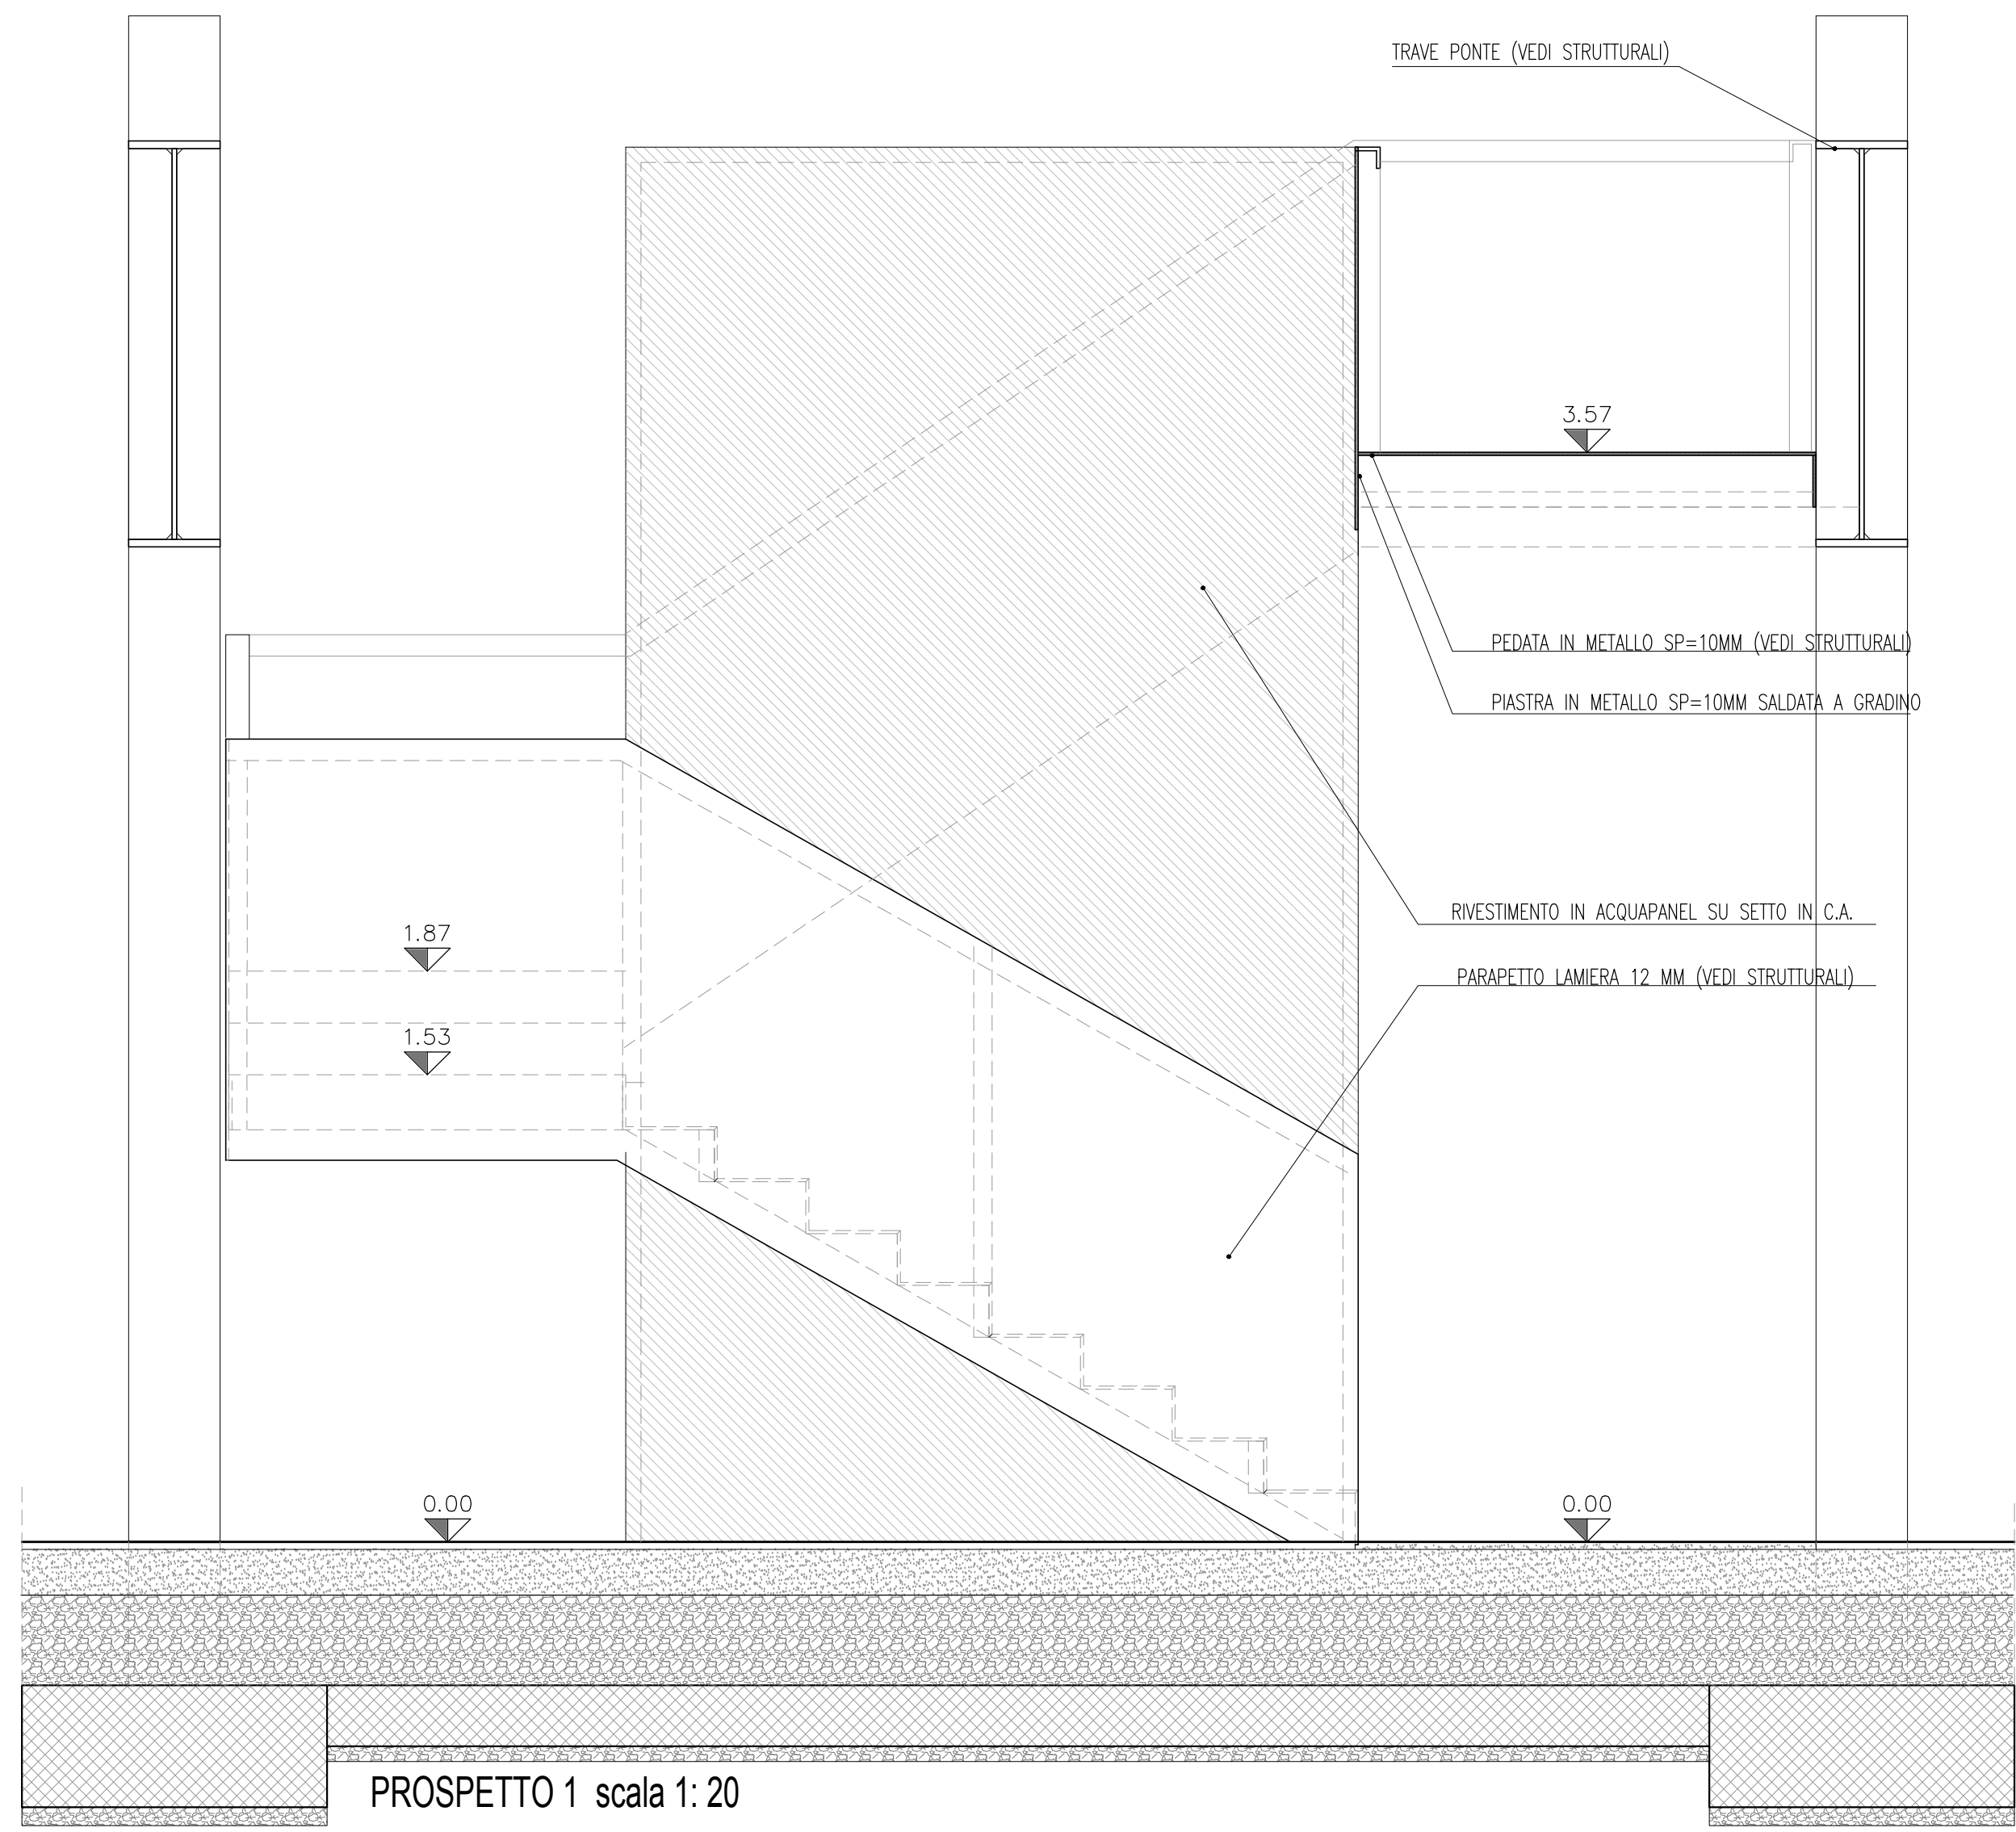 TRAVE PONTE (VEDI STRUTTURALI)
3.57
PEDATA IN METALLO SP=10MM (VEDI STRUTTURALI)
PIASTRA IN METALLO SP=10MM SALDATA A GRADINO
RIVESTIMENTO IN ACQUAPANEL SU SETTO IN C.A.
1.87
PARAPETTO LAMIERA 12 MM (VEDI STRUTTURALI)
1.53
0.00
0.00
PROSPETTO 1 scala 1: 20